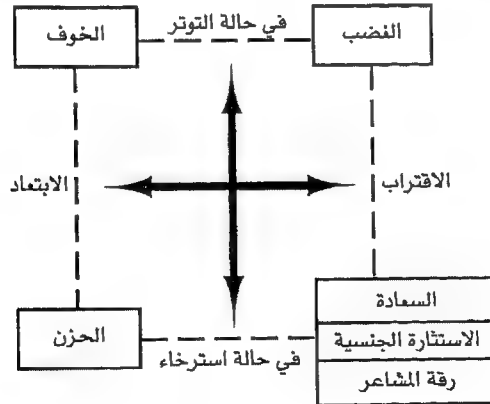 الغضب
في حالة التوتر
الخوف
الاقتراب
الابتعاد
السعادة
الاستثارة الجنسية
رقة المشاعر
في حالة استرخاء
الحزن